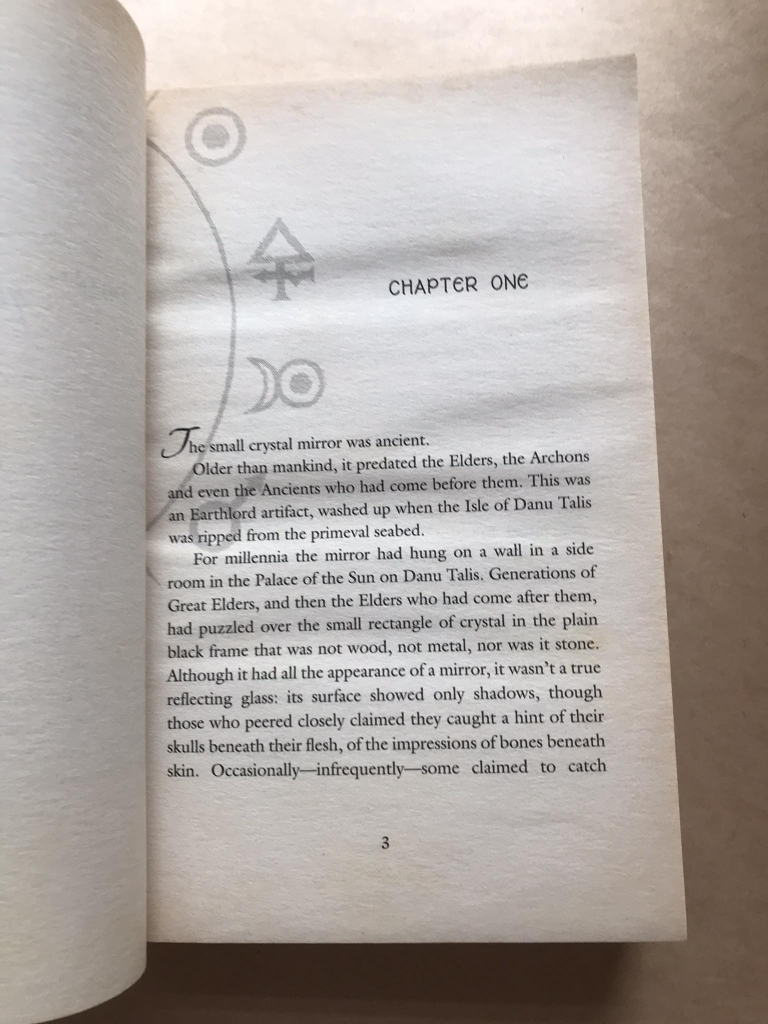 CHAPTER ONE
The small crystal mirror was ancient.
Older than mankind, it predated the Elders, the Archons
and even the Ancients who had come before them. This was
an Earthlord artifact, washed up when the Isle of Danu Talis
was ripped from the primeval seabed.
For millennia the mirror had hung on a wall in a side
room in the Palace of the Sun on Danu Talis. Generations of
Great Elders, and then the Elders who had come after them,
had puzzled over the small rectangle of crystal in the plain
black frame that was not wood, not metal, nor was it stone.
Although it had all the appearance of a mirror, it wasn't a true
reflecting glass: its surface showed only shadows, though
those who peered closely claimed they caught a hint of their
skulls beneath their flesh, of the impressions of bones beneath
skin. Occasionally—infrequently—some claimed to catch
3